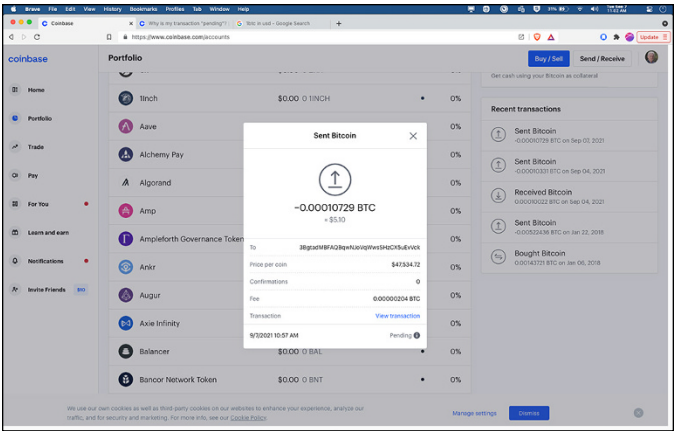 Brave File Edit View History Bookmarks Profiles Tab Window Help
Tue Sep 7
11:02 AM
Coinbase
Why is my transaction "pending"? |
btc in usd - Google Search
https://www.coinbase.com/accounts
Update
coinbase
Portfolio
Buy / Sell
Send / Receive
Home
Portfolio
Trade
Pay
For You
Learn and earn
Notifications
Invite Friends
$10
1inch $0.00 0 1INCH 0%
Aave 0%
Alchemy Pay 0%
Algorand 0%
Amp 0%
Ampleforth Governance Token 0%
Ankr 0%
Augur 0%
Axie Infinity 0%
Balancer $0.00 0 BAL 0%
Bancor Network Token $0.00 0 BNT 0%
Sent Bitcoin
-0.00010729 BTC
≈ $5.10
To
Price per coin $47,534.72
Confirmations 0
Fee 0.00000204 BTC
Transaction View transaction
9/7/2021 10:57 AM Pending
Get cash using your Bitcoin as collateral
Recent transactions
Sent Bitcoin
-0.00010729 BTC on Sep 07, 2021
Sent Bitcoin
-0.00010331 BTC on Sep 04, 2021
Received Bitcoin
0.00010022 BTC on Sep 04, 2021
Sent Bitcoin
-0.00522436 BTC on Jan 22, 2018
Bought Bitcoin
0.00143721 BTC on Jan 06, 2018
We use our own cookies as well as third-party cookies on our websites to enhance your experience, analyze our
traffic, and for security and marketing. For more info, see our Cookie Policy.
Manage settings
Dismiss